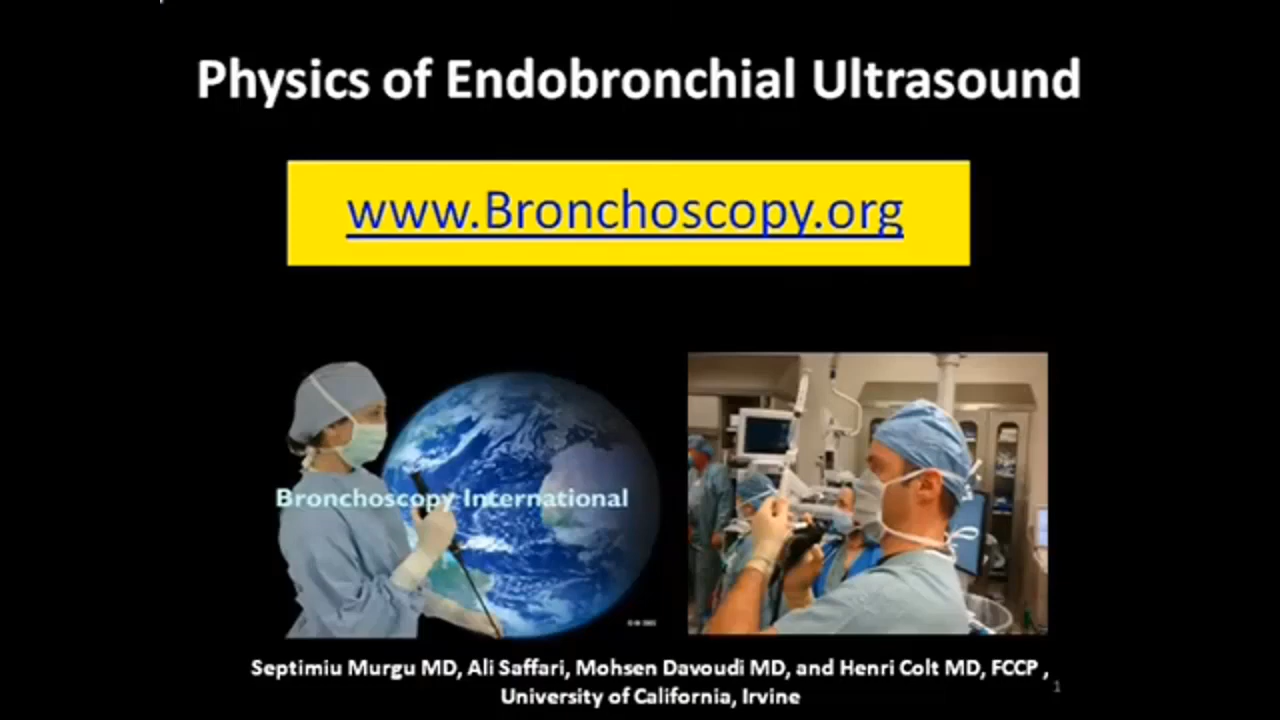 Physics of Endobronchial Ultrasound
www.Bronchoscopy.org
Bronchoscopy International
Septimiu Murgu MD, Ali Saffari, Mohsen Davoudi MD, and Henri Colt MD, FCCP ,
University of California, Irvine
1